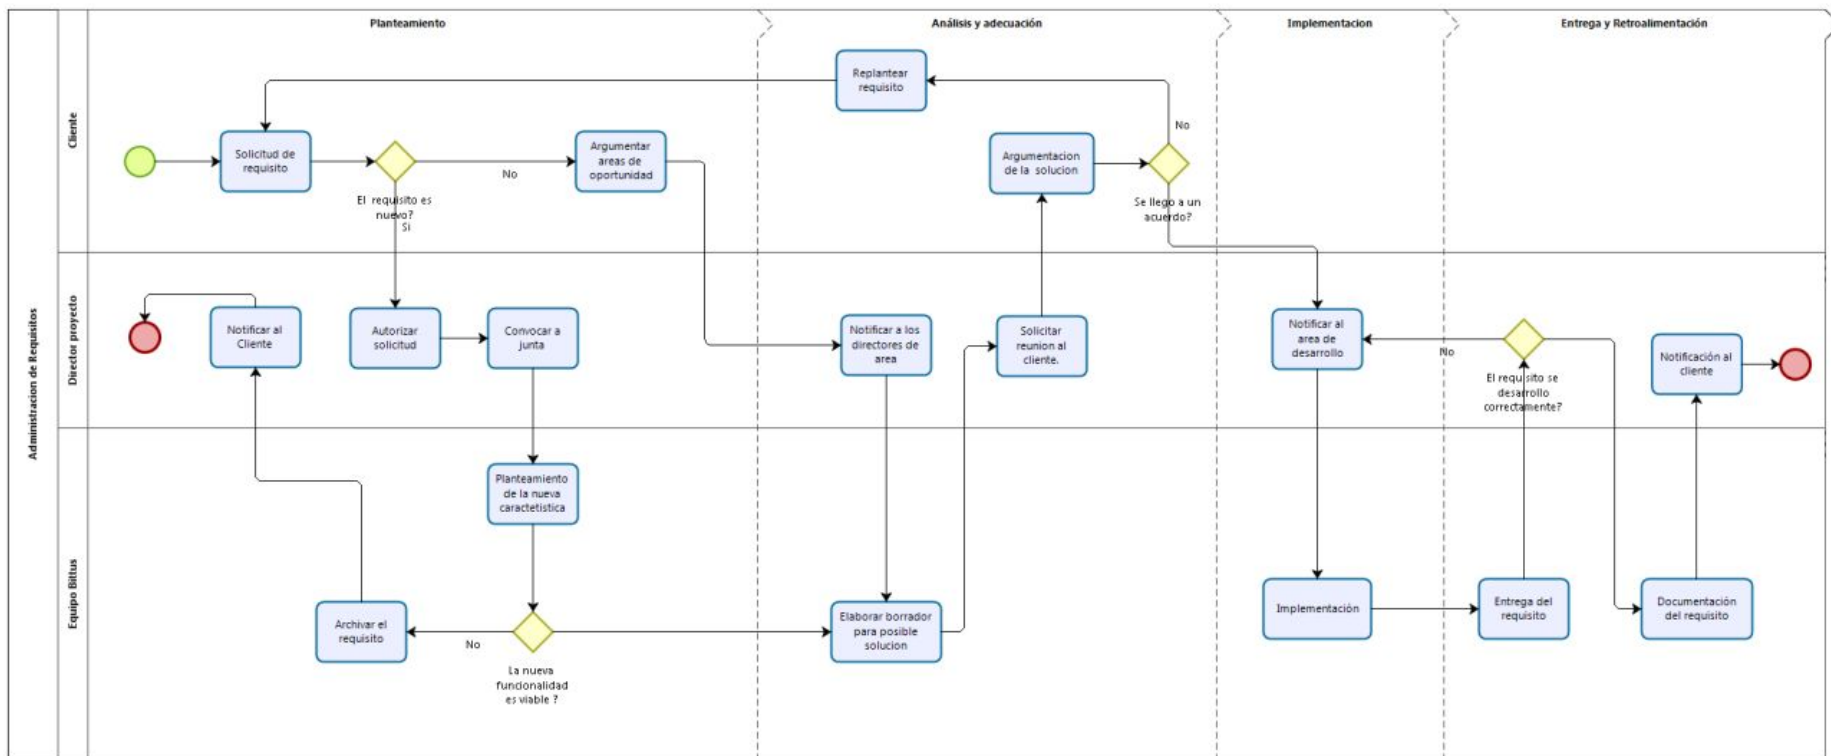 Planteamiento
Análisis y adecuación
Implementacion
Entrega y Retroalimentación
Administracion de Requisitos
Cliente
Solicitud de
requisito
El requisito es
nuevo?
Si
No
Argumentar
areas de
oportunidad
Replantear
requisito
Argumentacion
de la solucion
No
Se llego a un
acuerdo?
Director proyecto
Notificar al
Cliente
Autorizar
solicitud
Convocar a
junta
Notificar a los
directores de
area
Solicitar
reunion al
cliente.
Notificar al
area de
desarrollo
No
El requisito se
desarrollo
correctamente?
Notificación al
cliente
Equipo Bittus
Planteamiento
de la nueva
caractetistica
Archivar el
requisito
No
La nueva
funcionalidad
es viable ?
Elaborar borrador
para posible
solucion
Implementación
Entrega del
requisito
Documentación
del requisito